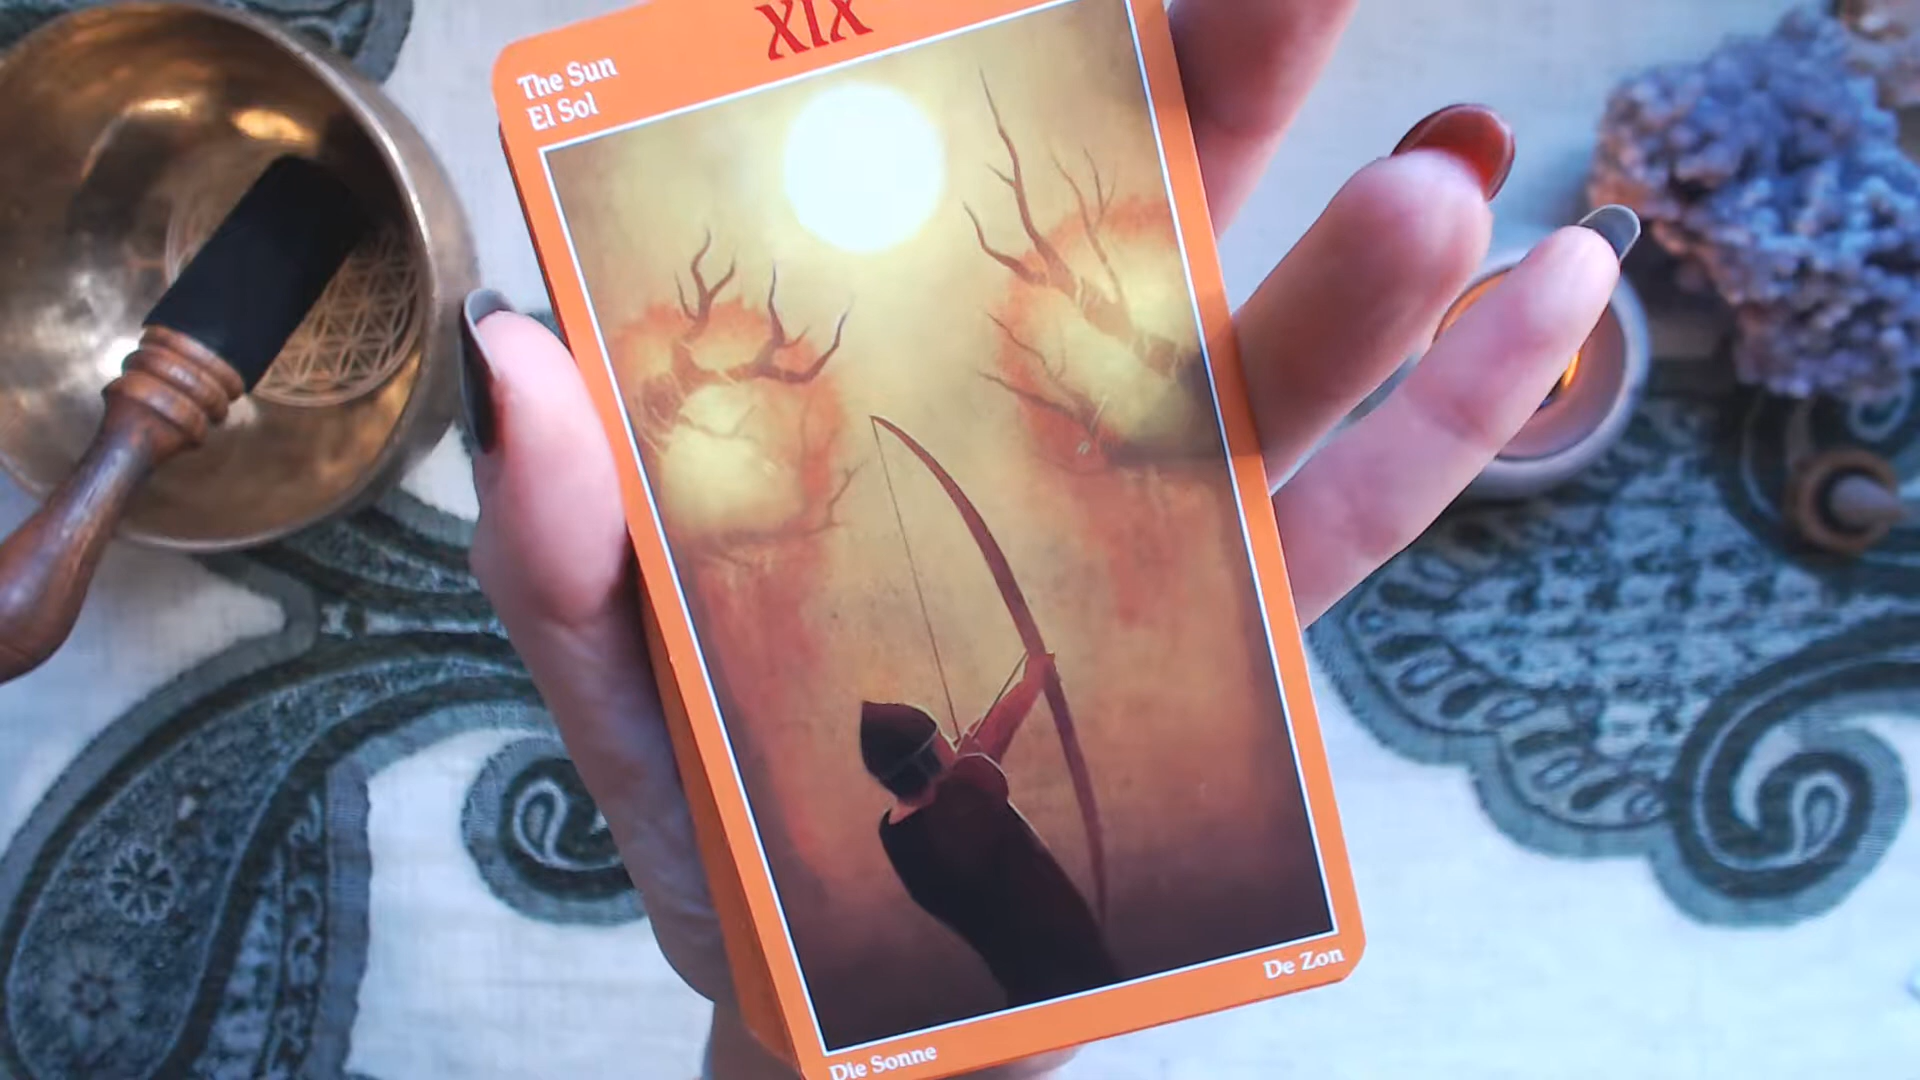 XIX
The Sun
El Sol
De Zon
Die Sonne